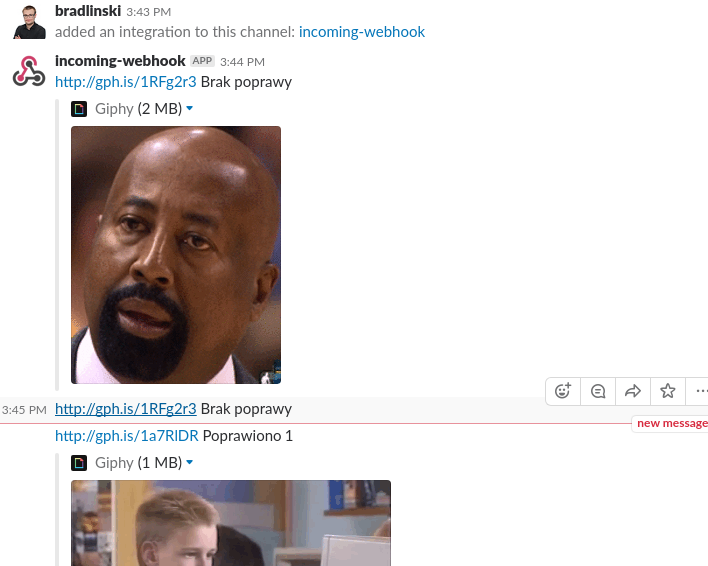 bradlinski 3:43 PM
added an integration to this channel: incoming-webhook
incoming-webhook APP 3:44 PM
http://gph.is/1RFg2r3 Brak poprawy
Giphy (2 MB)
3:45 PM http://gph.is/1RFg2r3 Brak poprawy
new message
http://gph.is/1a7RIDR Poprawiono 1
Giphy (1 MB)